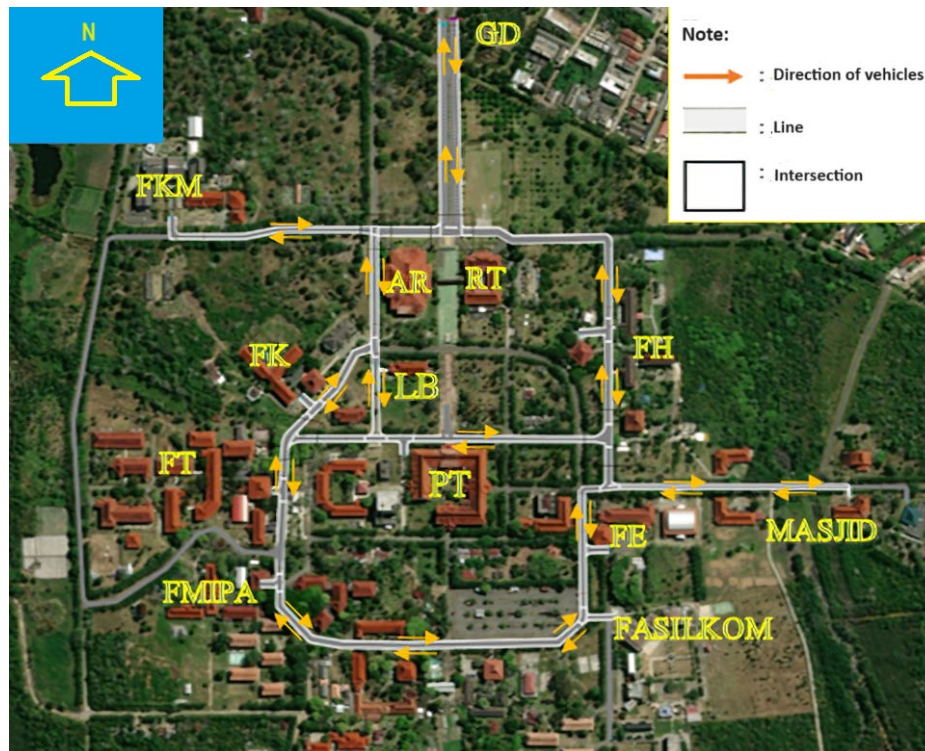 N
GD
Note:
: Direction of vehicles
: Line
: Intersection
FKM
AR
RT
FK
LB
FH
FT
PT
FE
MASJID
FMIPA
FASILKOM